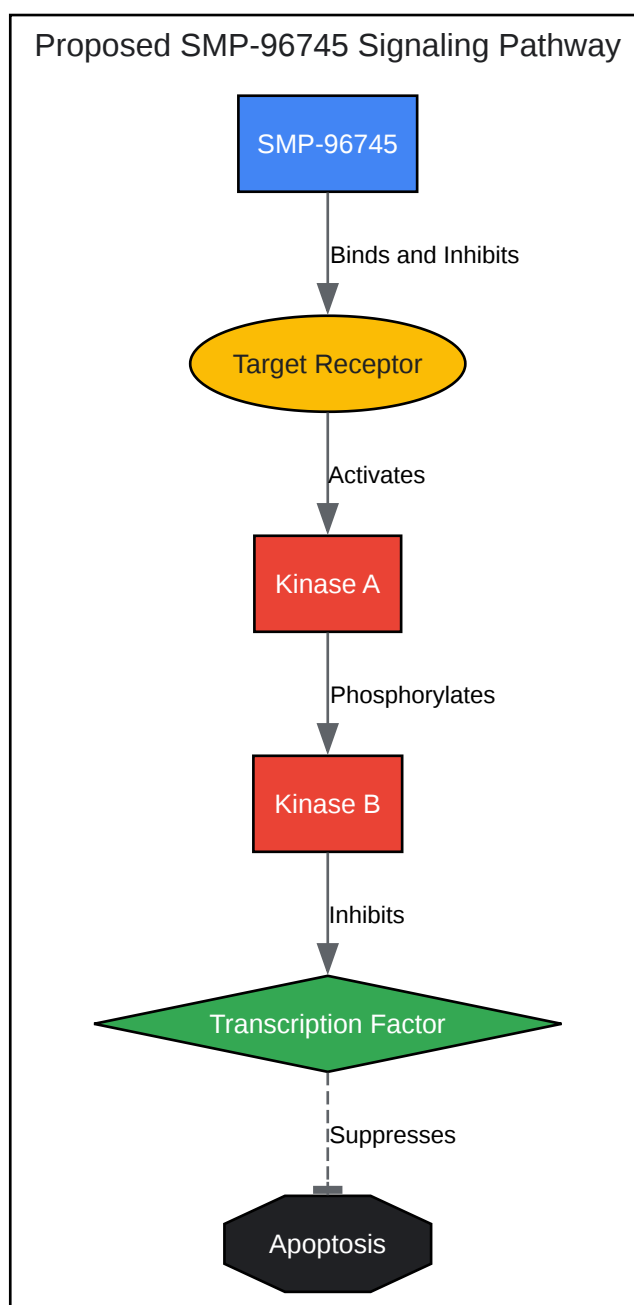 Proposed SMP-96745 Signaling Pathway
SMP-96745
Binds and Inhibits
Target Receptor
Activates
Kinase A
Phosphorylates
Kinase B
Inhibits
Transcription Factor
Suppresses
Apoptosis